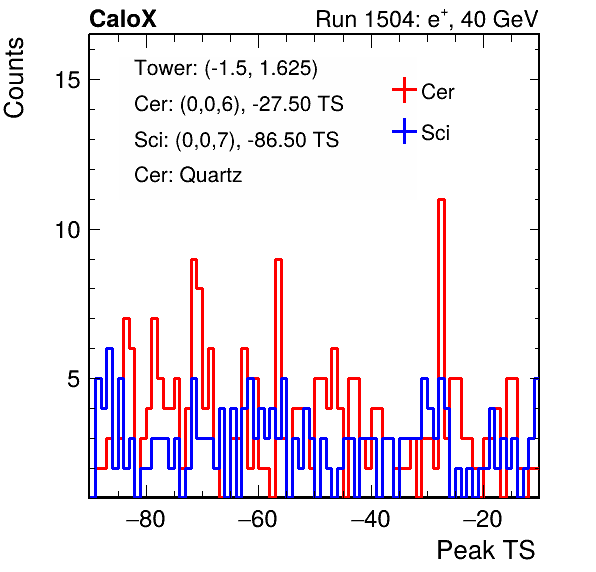 CaloX Run 1504: e⁺, 40 GeV
Counts
Tower: (-1.5, 1.625)
Cer: (0,0,6), -27.50 TS
Sci: (0,0,7), -86.50 TS
Cer: Quartz
Cer
Sci
15
10
5
−80 −60 −40 −20
Peak TS